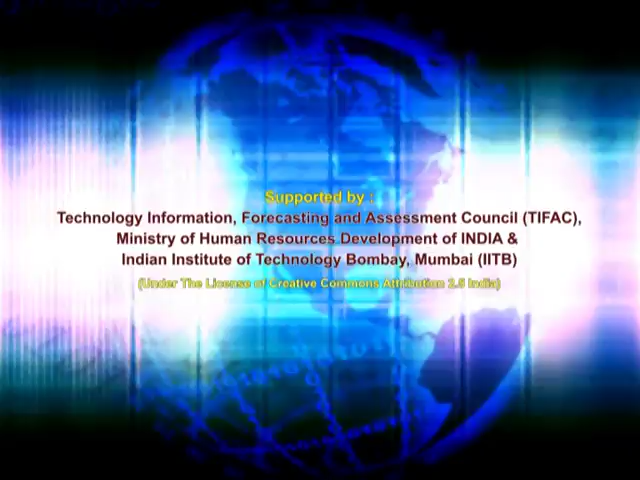 Supported by :
Technology Information, Forecasting and Assessment Council (TIFAC),
Ministry of Human Resources Development of INDIA &
Indian Institute of Technology Bombay, Mumbai (IITB)
(Under The License of Creative Commons Attribution 2.5 India)